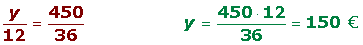 y/12 = 450/36    y = 450 · 12/36 = 150 €